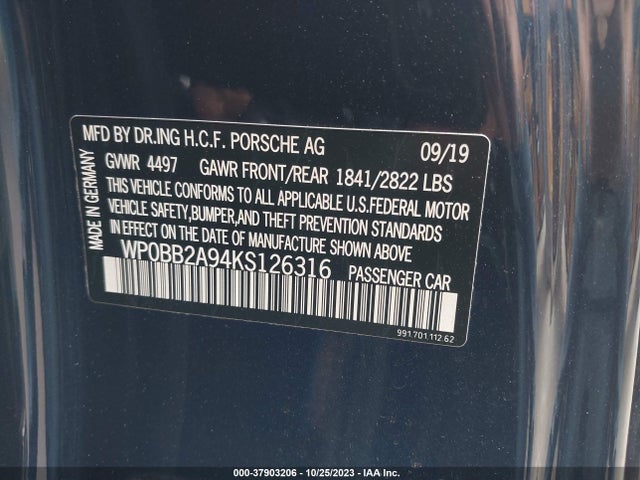 MFD BY DR.ING H.C.F. PORSCHE AG 09/19
GVWR 4497 GAWR FRONT/REAR 1841/2822 LBS
THIS VEHICLE CONFORMS TO ALL APPLICABLE U.S.FEDERAL MOTOR
VEHICLE SAFETY,BUMPER,AND THEFT PREVENTION STANDARDS
IN EFFECT ON THE DATE OF MANUFACTURE SHOWN ABOVE
WP0BB2A94KS126316 PASSENGER CAR
MADE IN GERMANY
991.701.112.62
000-37903206 - 10/25/2023 - IAA Inc.